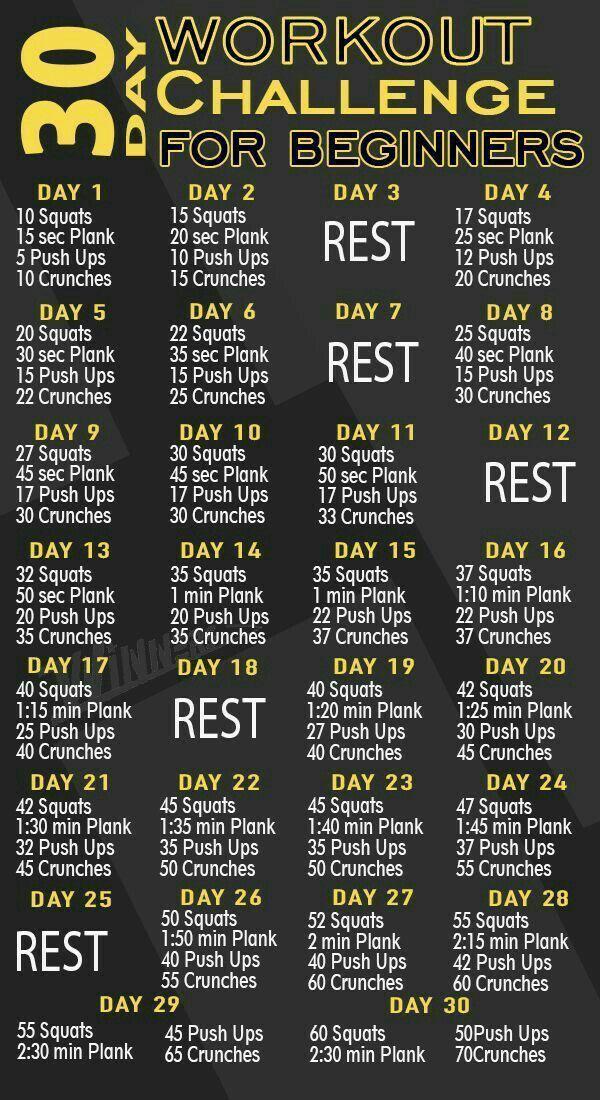 30 DAY
WORKOUT
CHALLENGE
FOR BEGINNERS
DAY 1
10 Squats
15 sec Plank
5 Push Ups
10 Crunches
DAY 2
15 Squats
20 sec Plank
10 Push Ups
15 Crunches
DAY 3
REST
DAY 4
17 Squats
25 sec Plank
12 Push Ups
20 Crunches
DAY 5
20 Squats
30 sec Plank
15 Push Ups
22 Crunches
DAY 6
22 Squats
35 sec Plank
15 Push Ups
25 Crunches
DAY 7
REST
DAY 8
25 Squats
40 sec Plank
15 Push Ups
30 Crunches
DAY 9
27 Squats
45 sec Plank
17 Push Ups
30 Crunches
DAY 10
30 Squats
45 sec Plank
17 Push Ups
30 Crunches
DAY 11
30 Squats
50 sec Plank
17 Push Ups
33 Crunches
DAY 12
REST
DAY 13
32 Squats
50 sec Plank
20 Push Ups
35 Crunches
DAY 14
35 Squats
1 min Plank
20 Push Ups
35 Crunches
DAY 15
35 Squats
1 min Plank
22 Push Ups
37 Crunches
DAY 16
37 Squats
1:10 min Plank
22 Push Ups
37 Crunches
DAY 17
40 Squats
1:15 min Plank
25 Push Ups
40 Crunches
DAY 18
REST
DAY 19
40 Squats
1:20 min Plank
27 Push Ups
40 Crunches
DAY 20
42 Squats
1:25 min Plank
30 Push Ups
45 Crunches
DAY 21
42 Squats
1:30 min Plank
32 Push Ups
45 Crunches
DAY 22
45 Squats
1:35 min Plank
35 Push Ups
50 Crunches
DAY 23
45 Squats
1:40 min Plank
35 Push Ups
50 Crunches
DAY 24
47 Squats
1:45 min Plank
37 Push Ups
55 Crunches
DAY 25
REST
DAY 26
50 Squats
1:50 min Plank
40 Push Ups
55 Crunches
DAY 27
52 Squats
2 min Plank
40 Push Ups
60 Crunches
DAY 28
55 Squats
2:15 min Plank
42 Push Ups
60 Crunches
DAY 29
55 Squats
2:30 min Plank
45 Push Ups
65 Crunches
DAY 30
60 Squats
2:30 min Plank
50Push Ups
70Crunches